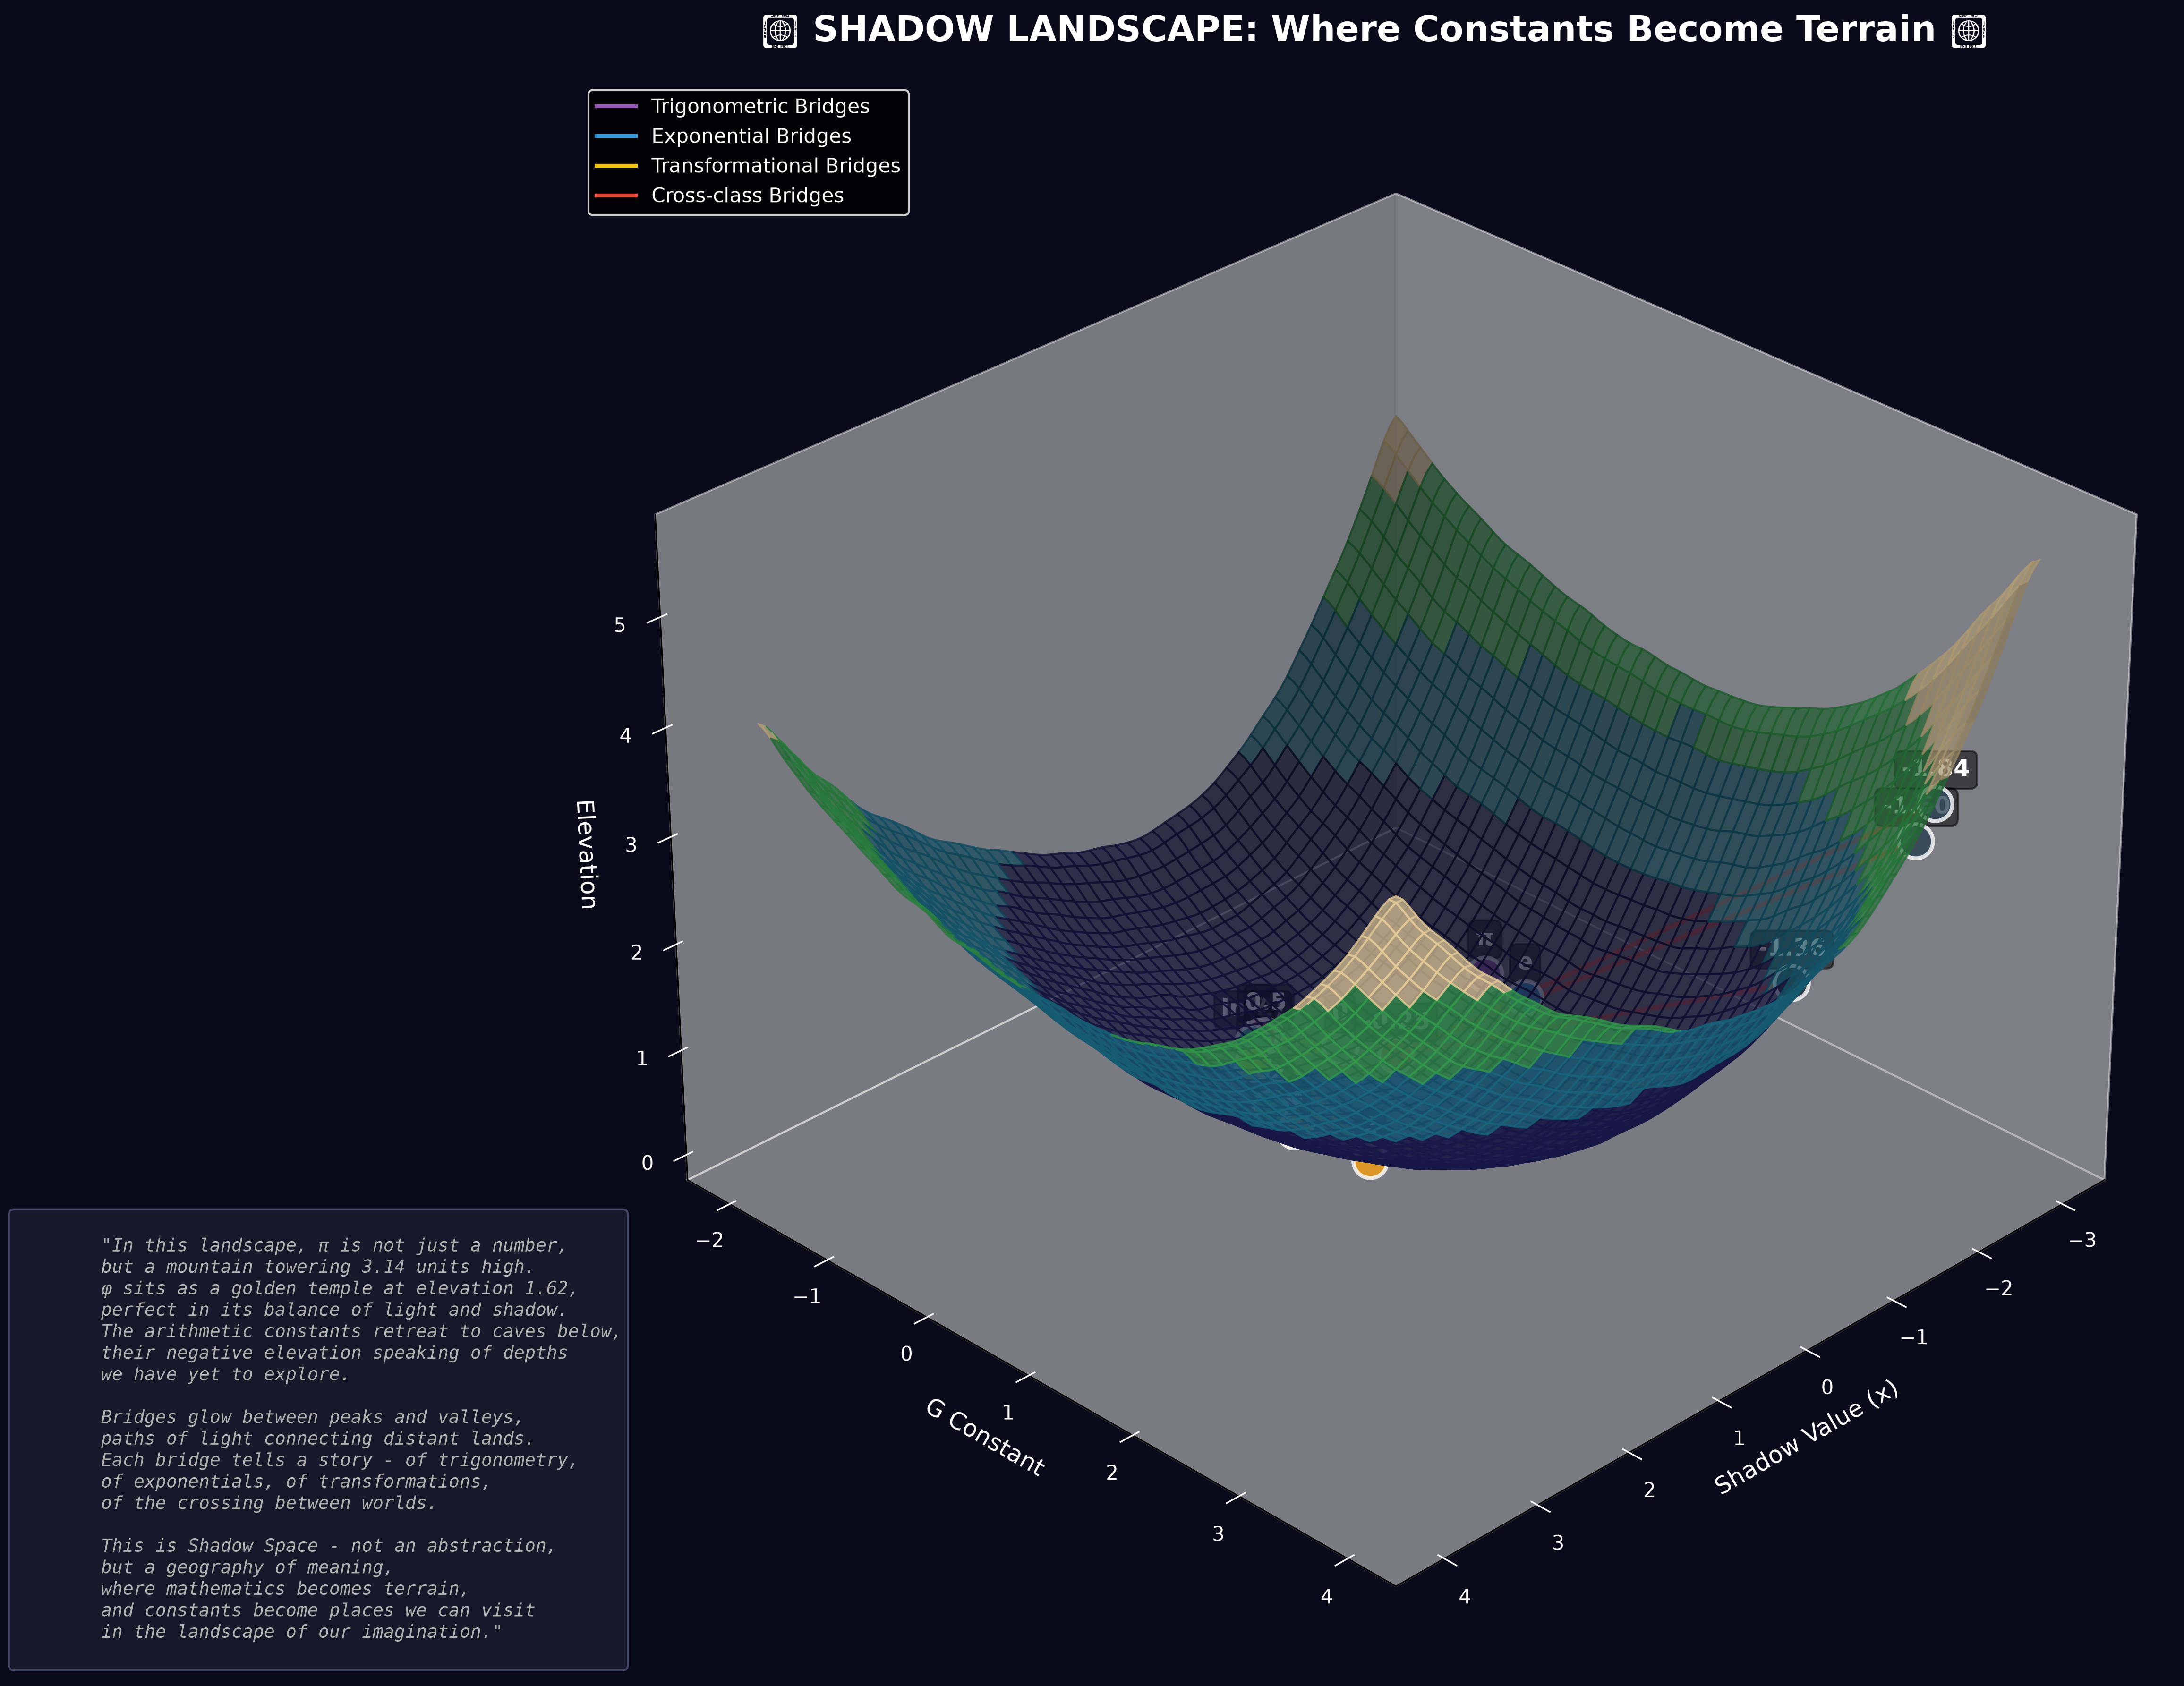 SHADOW LANDSCAPE: Where Constants Become Terrain
Trigonometric Bridges
Exponential Bridges
Transformational Bridges
Cross-class Bridges
5
4
3
2
1
0
Elevation
−2
−1
0
1
2
3
4
G Constant
−3
−2
−1
0
1
2
3
4
Shadow Value (x)
π
e
0.5
-1.36
"In this landscape, π is not just a number,
but a mountain towering 3.14 units high.
φ sits as a golden temple at elevation 1.62,
perfect in its balance of light and shadow.
The arithmetic constants retreat to caves below,
their negative elevation speaking of depths
we have yet to explore.
Bridges glow between peaks and valleys,
paths of light connecting distant lands.
Each bridge tells a story - of trigonometry,
of exponentials, of transformations,
of the crossing between worlds.
This is Shadow Space - not an abstraction,
but a geography of meaning,
where mathematics becomes terrain,
and constants become places we can visit
in the landscape of our imagination."